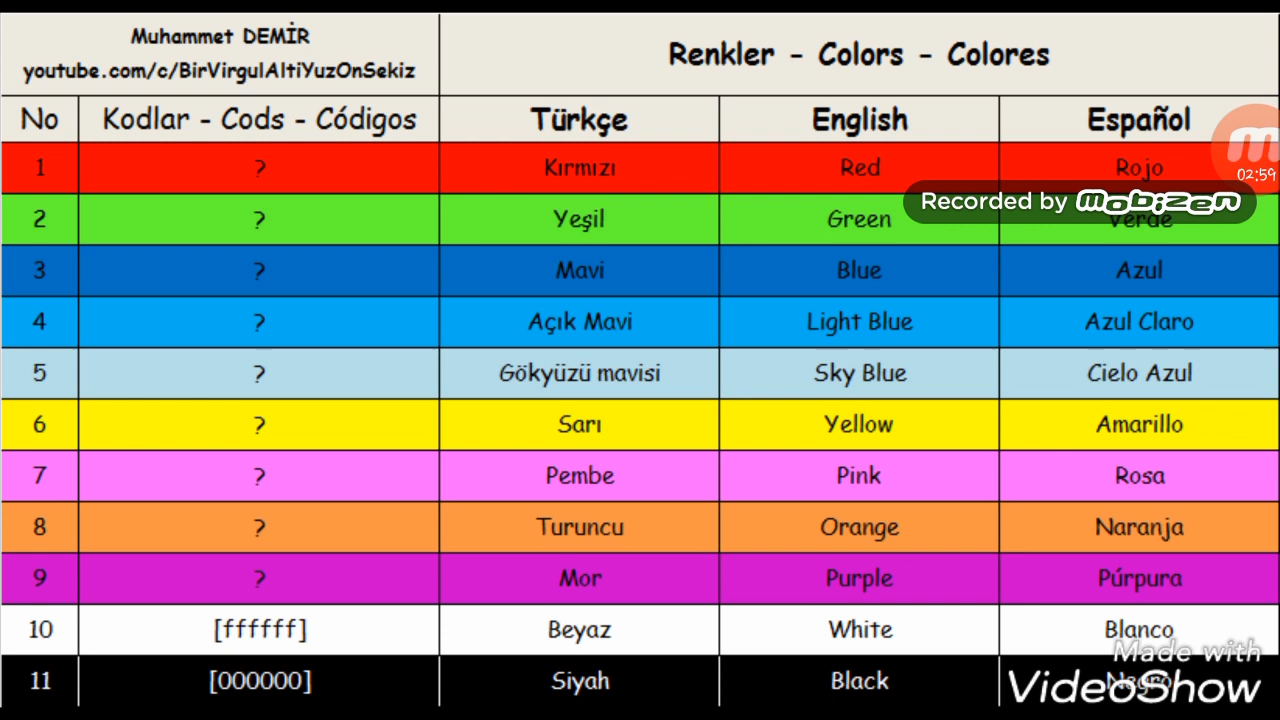 Muhammet DEMİR
youtube.com/c/BirVirgulAltiYuzOnSekiz
Renkler - Colors - Colores
No Kodlar - Cods - Códigos Türkçe English Español
02:59
1 ? Kırmızı Red Rojo
Recorded by mobizen
2 ? Yeşil Green Verde
3 ? Mavi Blue Azul
4 ? Açık Mavi Light Blue Azul Claro
5 ? Gökyüzü mavisi Sky Blue Cielo Azul
6 ? Sarı Yellow Amarillo
7 ? Pembe Pink Rosa
8 ? Turuncu Orange Naranja
9 ? Mor Purple Púrpura
10 [ffffff] Beyaz White Blanco
11 [000000] Siyah Black Negro
Made with
VideoShow